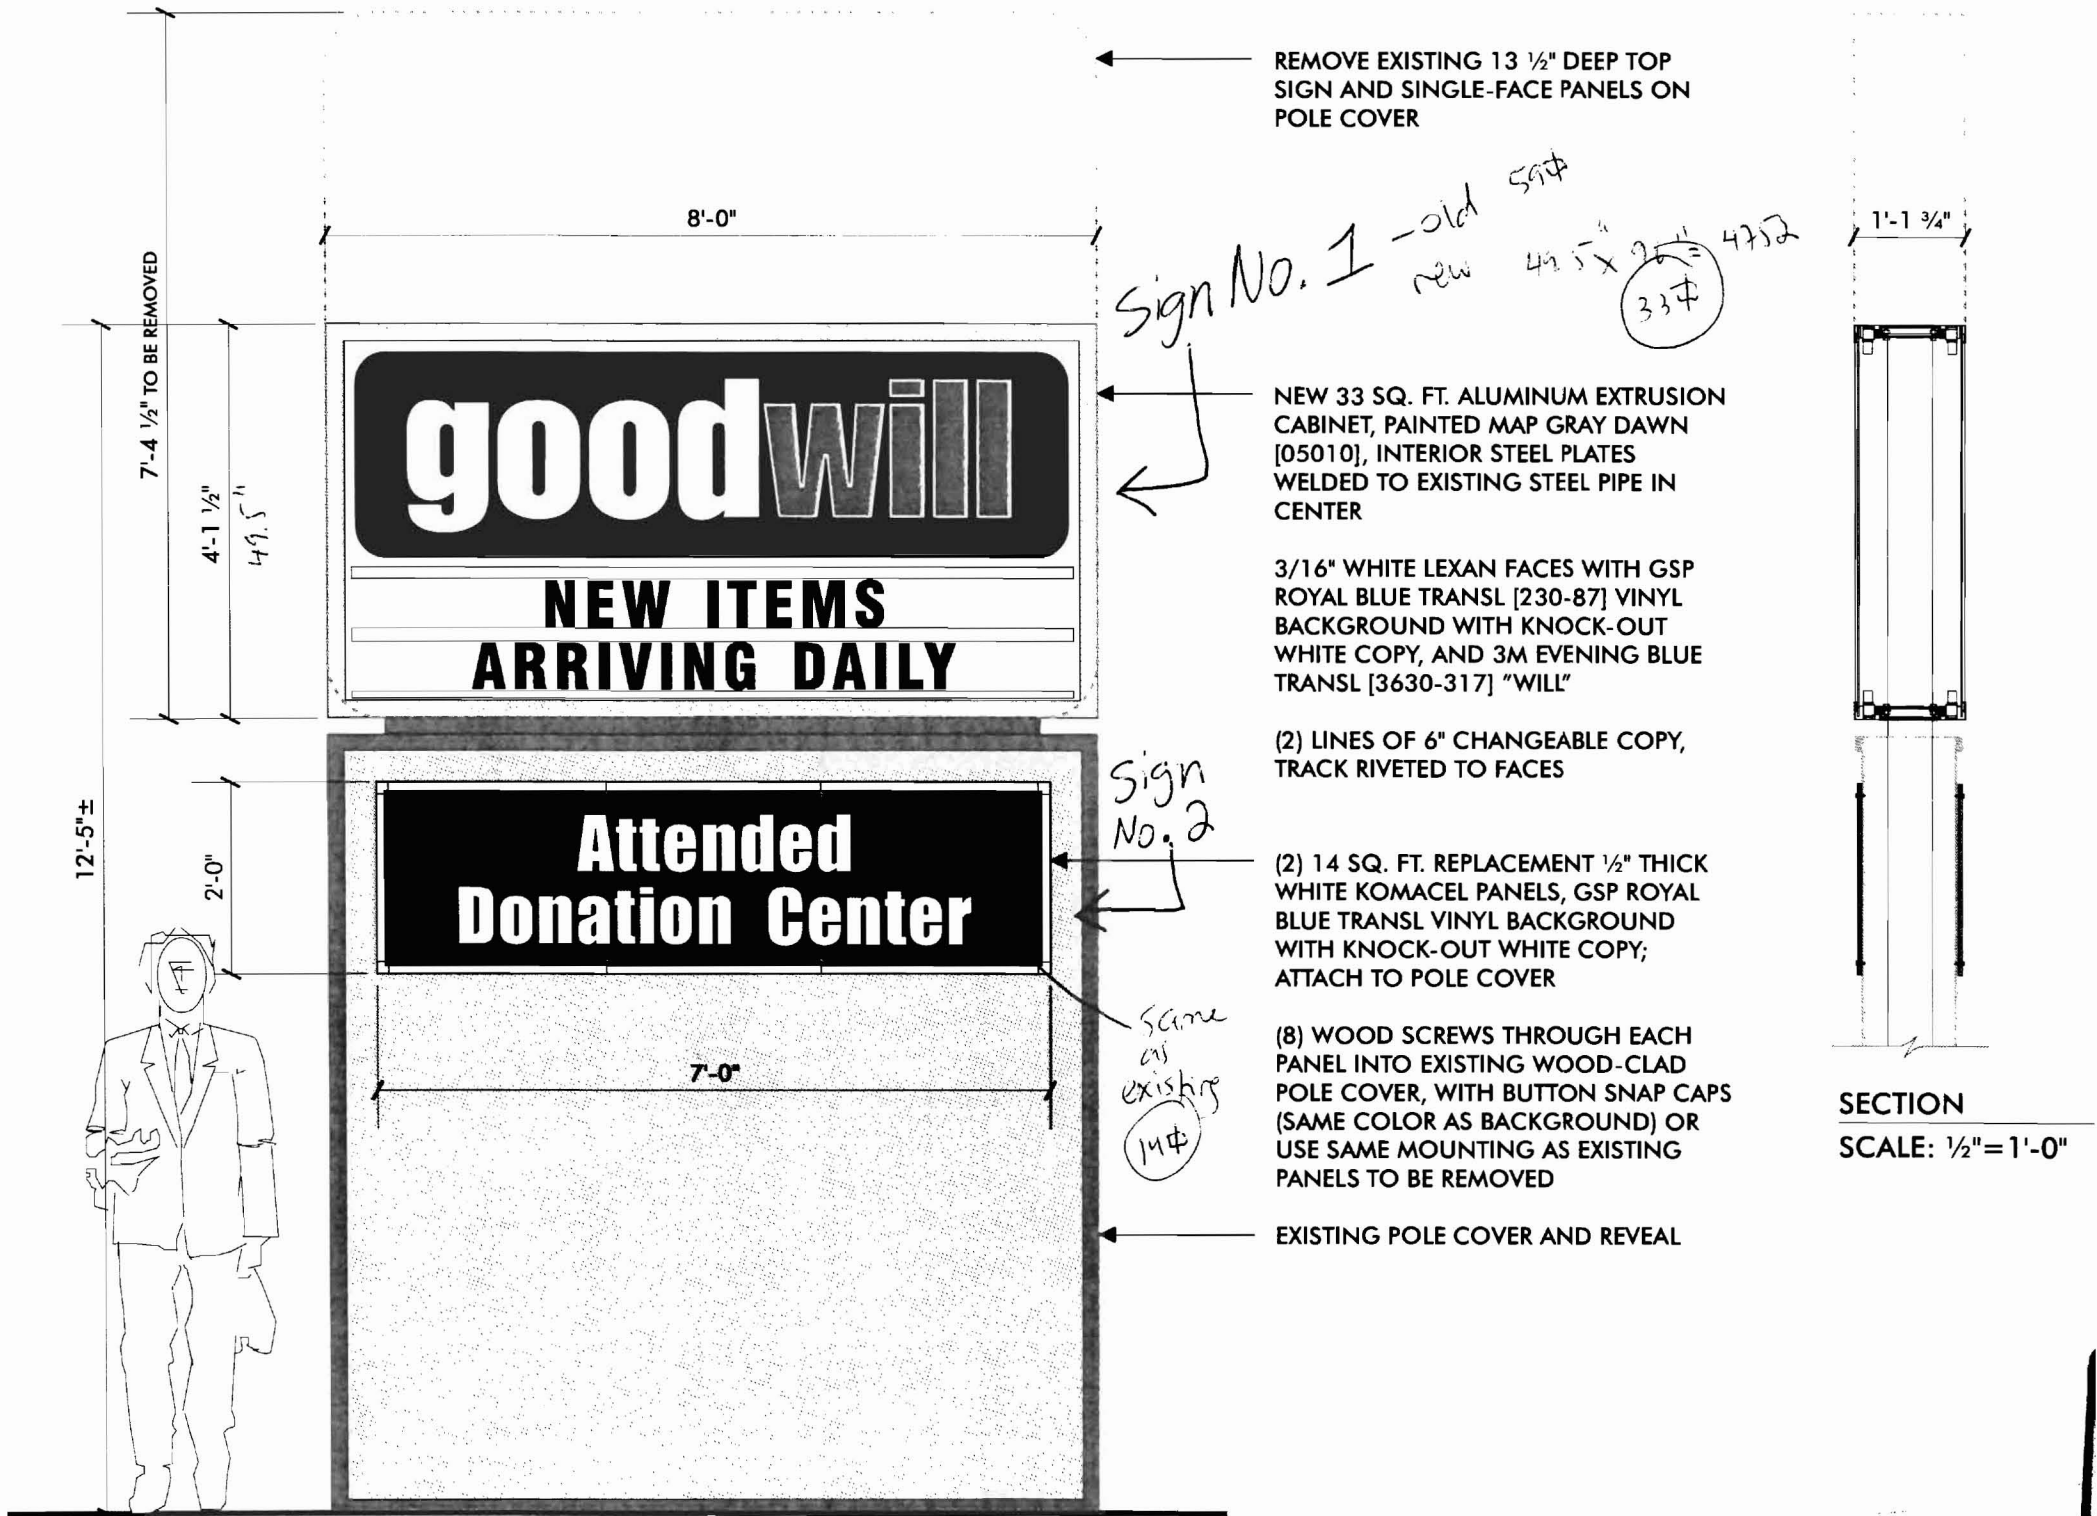 REMOVE EXISTING 13 ½" DEEP TOP
SIGN AND SINGLE-FACE PANELS ON
POLE COVER
8'-0"
1'-1 ¾"
Sign No. 1 - old 59⏍
new 49.5" x 96" = 4752
33⏍
7'-4 ½" TO BE REMOVED
4'-1 ½"
49.5"
goodwill
NEW ITEMS
ARRIVING DAILY
NEW 33 SQ. FT. ALUMINUM EXTRUSION
CABINET, PAINTED MAP GRAY DAWN
[05010], INTERIOR STEEL PLATES
WELDED TO EXISTING STEEL PIPE IN
CENTER
3/16" WHITE LEXAN FACES WITH GSP
ROYAL BLUE TRANSL [230-87] VINYL
BACKGROUND WITH KNOCK-OUT
WHITE COPY, AND 3M EVENING BLUE
TRANSL [3630-317] "WILL"
(2) LINES OF 6" CHANGEABLE COPY,
TRACK RIVETED TO FACES
12'-5"±
2'-0"
Attended
Donation Center
Sign
No. 2
(2) 14 SQ. FT. REPLACEMENT ½" THICK
WHITE KOMACEL PANELS, GSP ROYAL
BLUE TRANSL VINYL BACKGROUND
WITH KNOCK-OUT WHITE COPY;
ATTACH TO POLE COVER
7'-0"
same
as
existing
14⏍
(8) WOOD SCREWS THROUGH EACH
PANEL INTO EXISTING WOOD-CLAD
POLE COVER, WITH BUTTON SNAP CAPS
(SAME COLOR AS BACKGROUND) OR
USE SAME MOUNTING AS EXISTING
PANELS TO BE REMOVED
EXISTING POLE COVER AND REVEAL
SECTION
SCALE: ½"=1'-0"